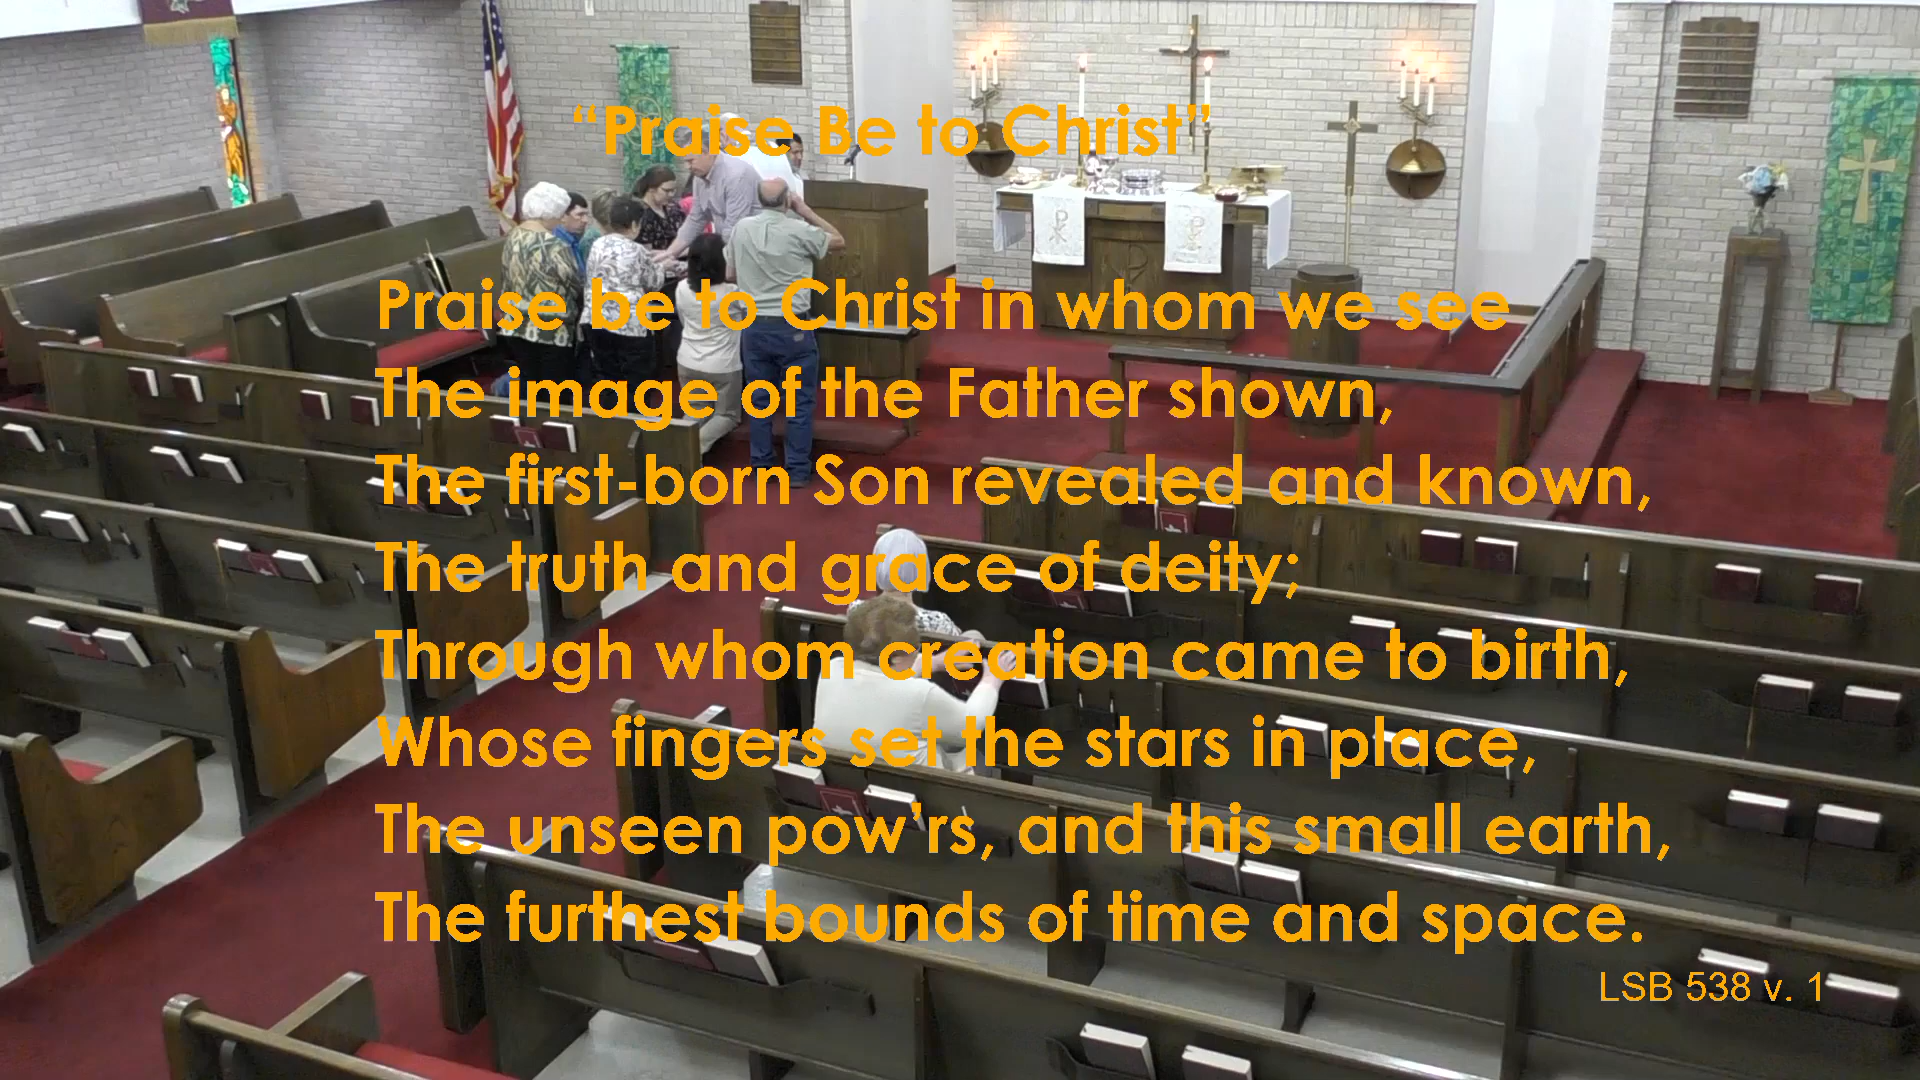 “Praise Be to Christ”
Praise be to Christ in whom we see
The image of the Father shown,
The first-born Son revealed and known,
The truth and grace of deity;
Through whom creation came to birth,
Whose fingers set the stars in place,
The unseen pow’rs, and this small earth,
The furthest bounds of time and space.
LSB 538 v. 1